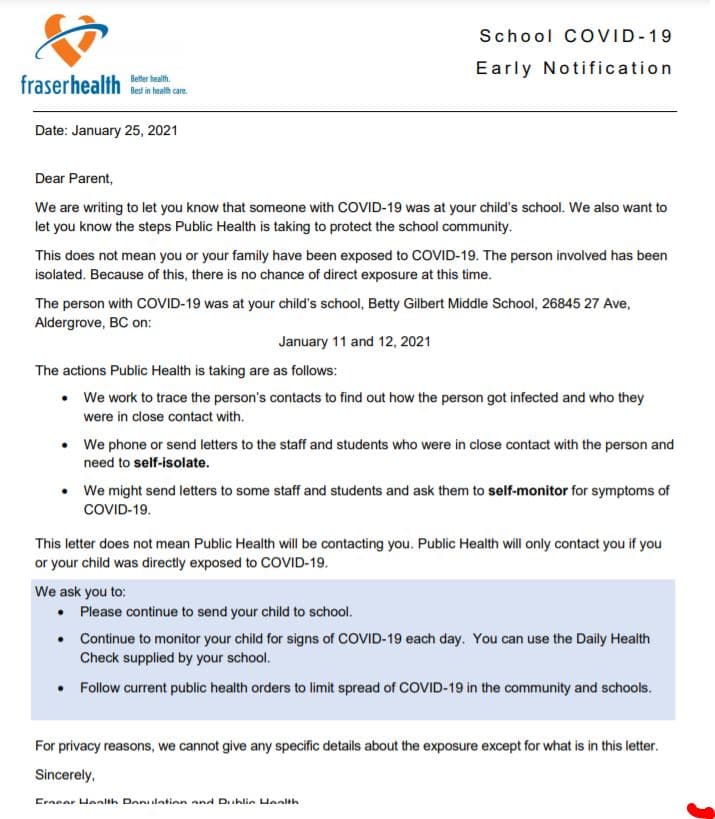 School COVID-19
Early Notification
fraserhealth
Better health.
Best in health care.
Date: January 25, 2021
Dear Parent,
We are writing to let you know that someone with COVID-19 was at your child's school. We also want to
let you know the steps Public Health is taking to protect the school community.
This does not mean you or your family have been exposed to COVID-19. The person involved has been
isolated. Because of this, there is no chance of direct exposure at this time.
The person with COVID-19 was at your child's school, Betty Gilbert Middle School, 26845 27 Ave,
Aldergrove, BC on:
January 11 and 12, 2021
The actions Public Health is taking are as follows:
• We work to trace the person's contacts to find out how the person got infected and who they
were in close contact with.
• We phone or send letters to the staff and students who were in close contact with the person and
need to self-isolate.
• We might send letters to some staff and students and ask them to self-monitor for symptoms of
COVID-19.
This letter does not mean Public Health will be contacting you. Public Health will only contact you if you
or your child was directly exposed to COVID-19.
We ask you to:
• Please continue to send your child to school.
• Continue to monitor your child for signs of COVID-19 each day. You can use the Daily Health
Check supplied by your school.
• Follow current public health orders to limit spread of COVID-19 in the community and schools.
For privacy reasons, we cannot give any specific details about the exposure except for what is in this letter.
Sincerely,
Fraser Health Population and Public Health